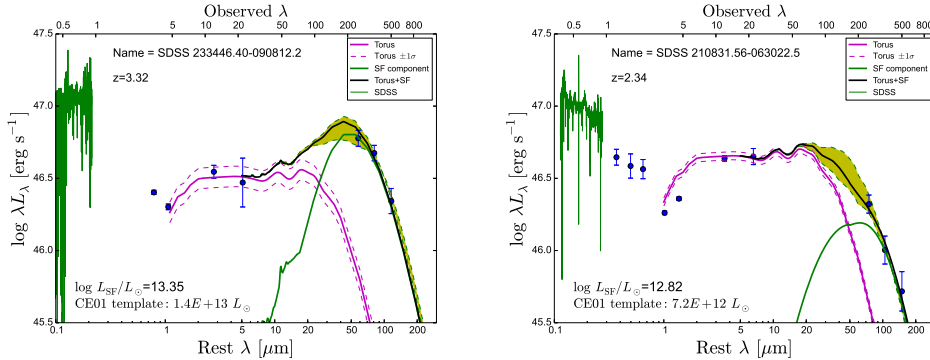 Observed λ
0.5 1 5 10 20 50 100 200 500 1000
47.5
47.0
46.5
46.0
45.5
log λL_λ [erg s⁻¹]
Name = SDSS 233446.40-090812.2
z=3.32
Torus
Torus ±1σ
SF component
Torus+SF
SDSS
log L_SF/L_⊙=13.35
CE01 template: 1.4E+13 L_⊙
0.1 1 5 10 20 50 100 200
Rest λ [μm]
Observed λ
0.5 1 5 10 20 50 100 200 400
47.5
47.0
46.5
46.0
45.5
log λL_λ [erg s⁻¹]
Name = SDSS 210831.56-063022.5
z=2.34
Torus
Torus ±1σ
SF component
Torus+SF
SDSS
log L_SF/L_⊙=12.82
CE01 template: 7.2E+12 L_⊙
0.1 1 5 10 20 50 100 200
Rest λ [μm]